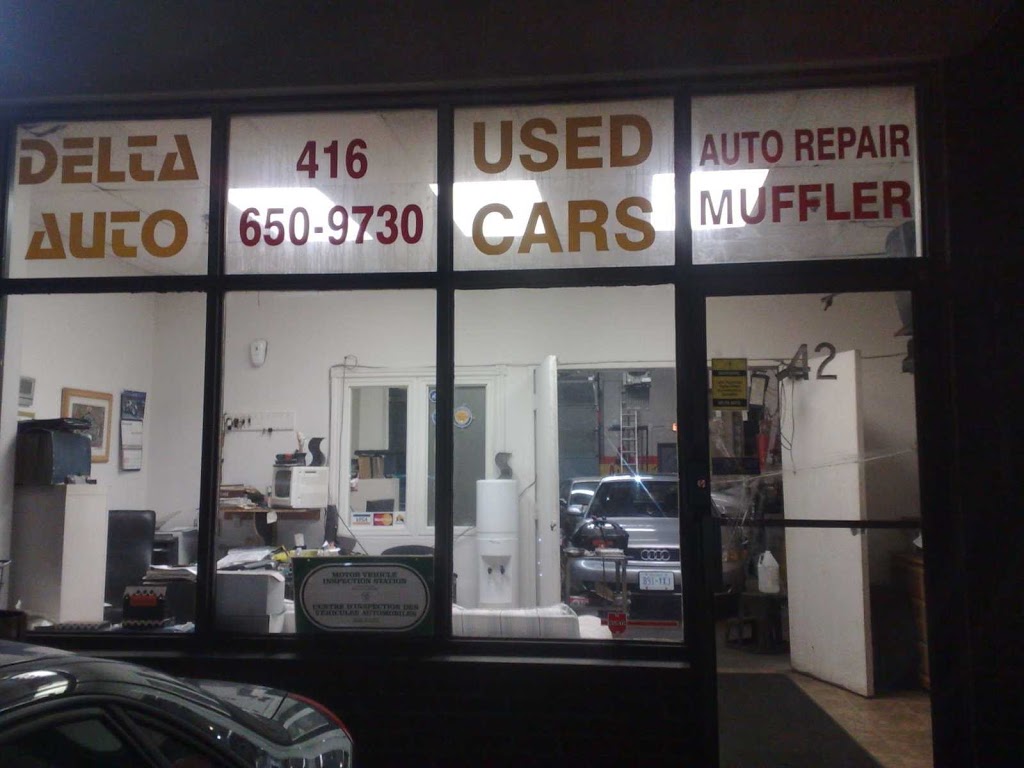 DELTA
AUTO
416
650-9730
USED
CARS
AUTO REPAIR
MUFFLER
42
VISA
MOTOR VEHICLE
INSPECTION STATION
CENTRE D'INSPECTION DES
VÉHICULES AUTOMOBILES